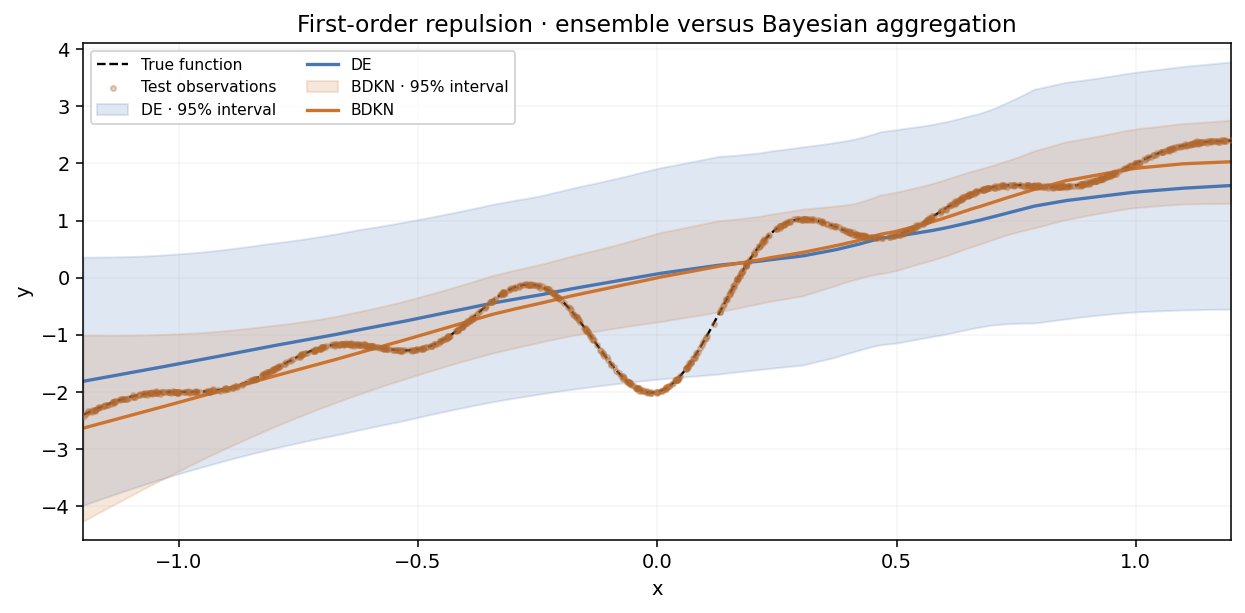 First-order repulsion · ensemble versus Bayesian aggregation
True function
Test observations
DE · 95% interval
DE
BDKN · 95% interval
BDKN
y
4
3
2
1
0
−1
−2
−3
−4
−1.0
−0.5
0.0
0.5
1.0
x